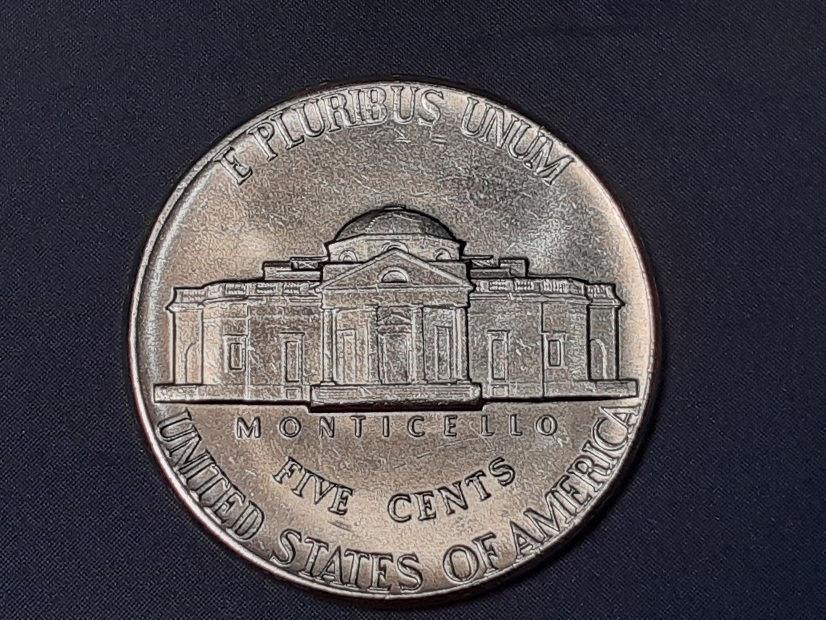 E PLURIBUS UNUM
MONTICELLO
FIVE CENTS
UNITED STATES OF AMERICA